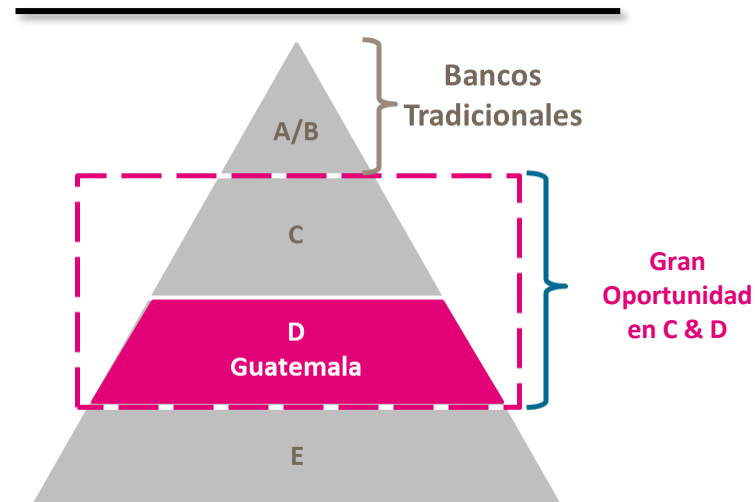 Bancos
Tradicionales
A/B
C
Gran
Oportunidad
en C & D
D
Guatemala
E